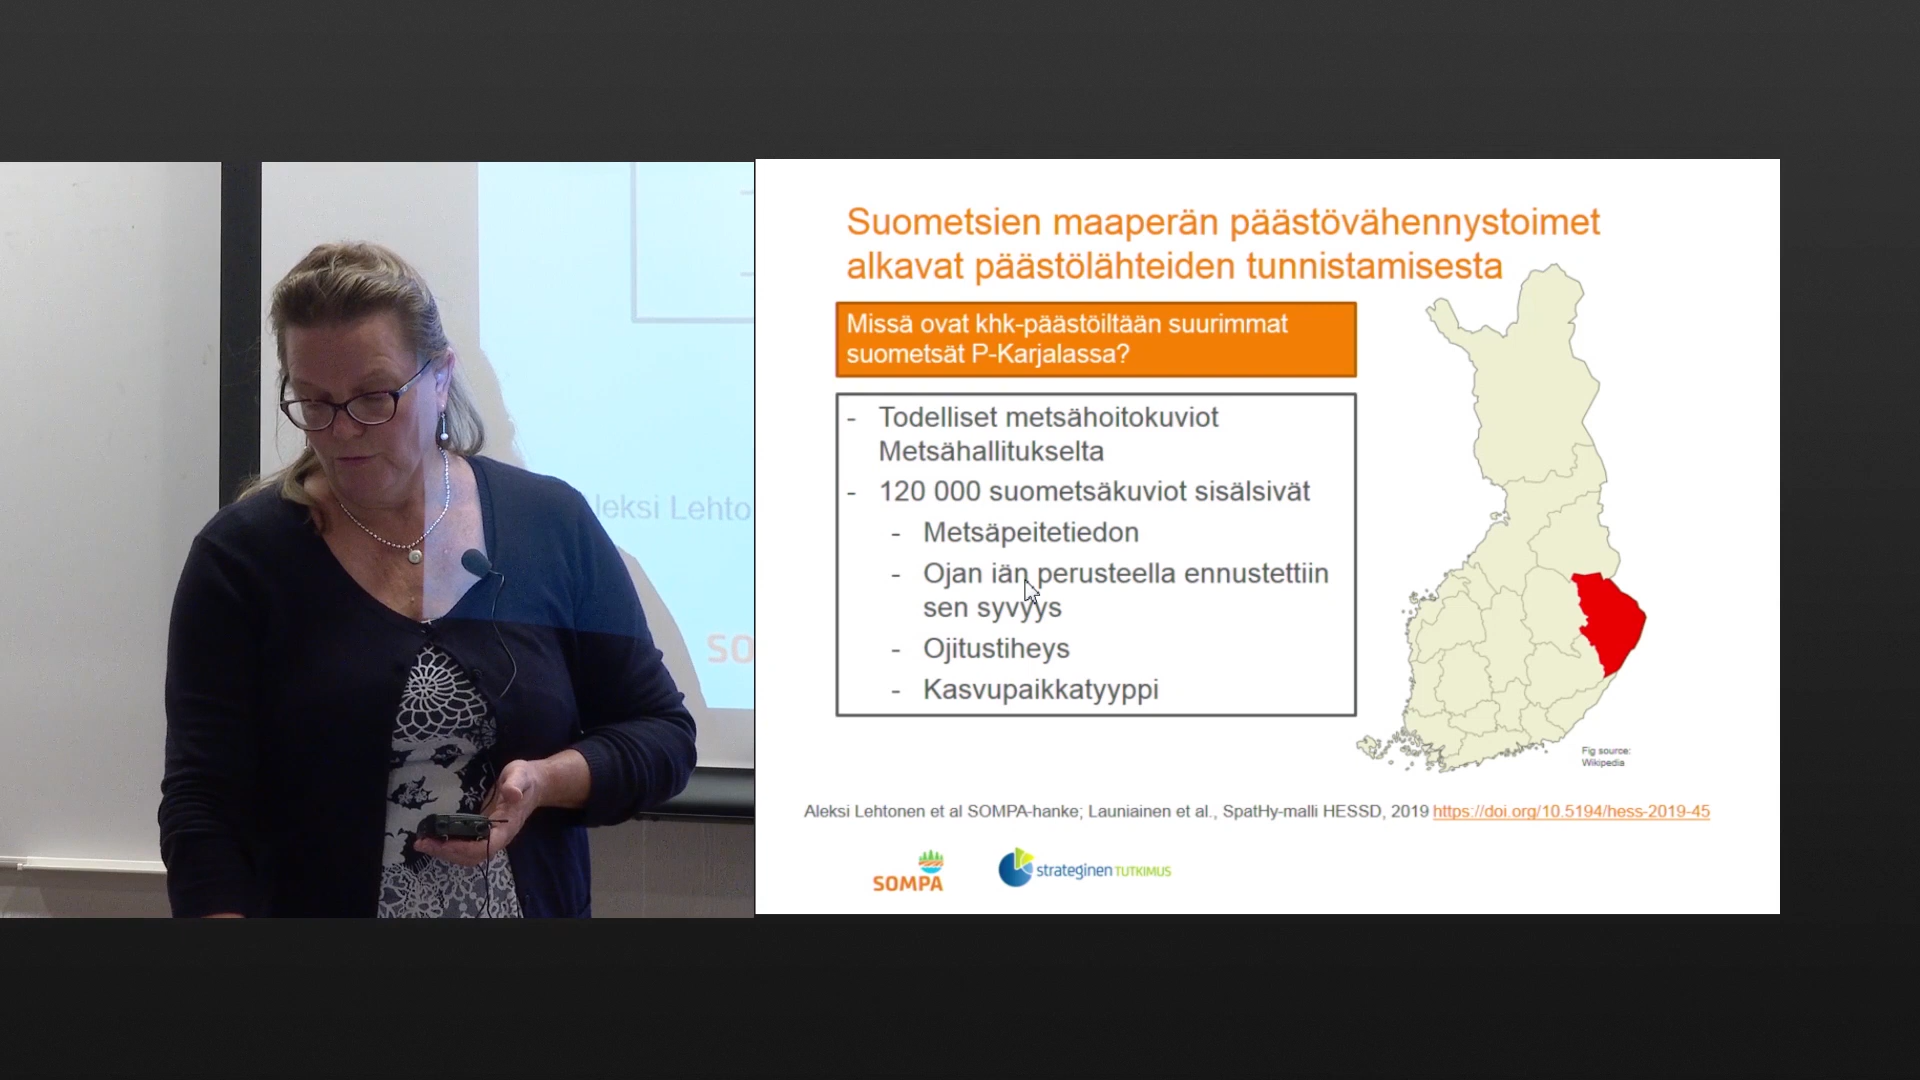 Suometsien maaperän päästövähennystoimet
alkavat päästölähteiden tunnistamisesta
Missä ovat khk-päästöiltään suurimmat
suometsät P-Karjalassa?
- Todelliset metsähoitokuviot
Metsähallitukselta
- 120 000 suometsäkuviot sisälsivät
- Metsäpeitetiedon
- Ojan iän perusteella ennustettiin
sen syvyys
- Ojitustiheys
- Kasvupaikkatyyppi
Fig source:
Wikipedia
Aleksi Lehtonen et al SOMPA-hanke; Launiainen et al., SpatHy-malli HESSD, 2019 https://doi.org/10.5194/hess-2019-45
SOMPA
strateginen TUTKIMUS
leksi Lehto
SO